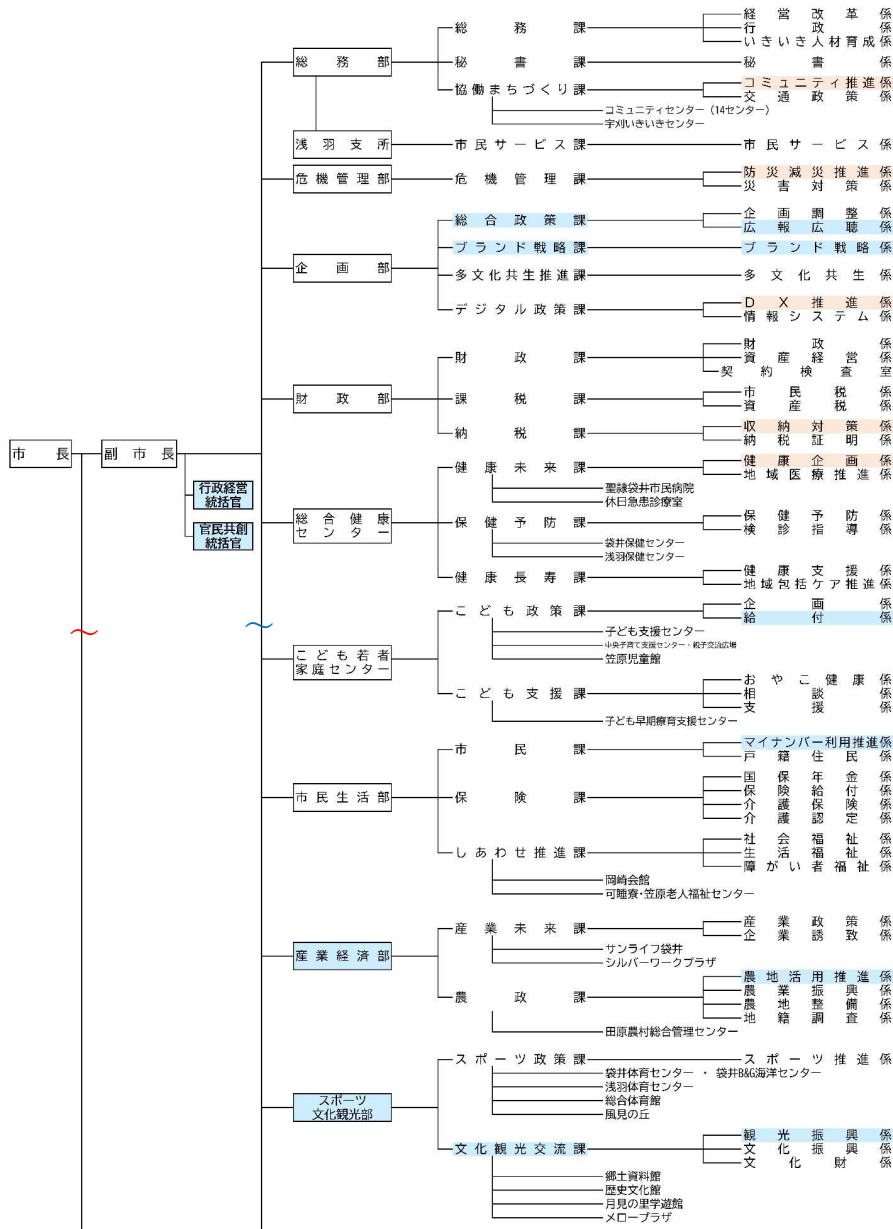 市長
副市長
行政経営
統括官
官民共創
統括官
総務部
総務課
経営改革係
行政係
いきいき人材育成係
秘書課
秘書係
協働まちづくり課
コミュニティ推進係
交通政策係
コミュニティセンター（14センター）
宇刈いきいきセンター
浅羽支所
市民サービス課
市民サービス係
危機管理部
危機管理課
防災減災推進係
災害対策係
企画部
総合政策課
企画調整係
広報広聴係
ブランド戦略課
ブランド戦略係
多文化共生推進課
多文化共生係
デジタル政策課
DX推進係
情報システム係
財政部
財政課
財政係
資産経営係
契約検査室
課税課
市民税係
資産税係
納税課
収納対策係
納税証明係
総合健康
センター
健康未来課
健康企画係
地域医療推進係
聖隷袋井市民病院
休日急患診療室
保健予防課
保健予防係
検診指導係
袋井保健センター
浅羽保健センター
健康長寿課
健康支援係
地域包括ケア推進係
こども若者
家庭センター
こども政策課
企画係
給付係
子ども支援センター
中央子育て支援センター・親子交流広場
笠原児童館
こども支援課
おやこ健康係
相談係
支援係
子ども早期療育支援センター
市民生活部
市民課
マイナンバー利用推進係
戸籍住民係
保険課
国保年金係
保険給付係
介護保険係
介護認定係
しあわせ推進課
社会福祉係
生活福祉係
障がい者福祉係
岡崎会館
可睡寮・笠原老人福祉センター
産業経済部
産業未来課
産業政策係
企業誘致係
サンライフ袋井
シルバーワークプラザ
農政課
農地活用推進係
農業振興係
農地整備係
地籍調査係
田原農村総合管理センター
スポーツ
文化観光部
スポーツ政策課
スポーツ推進係
袋井体育センター ・ 袋井B&G海洋センター
浅羽体育センター
総合体育館
風見の丘
文化観光交流課
観光振興係
文化振興係
文化財係
郷土資料館
歴史文化館
月見の里学遊館
メロープラザ